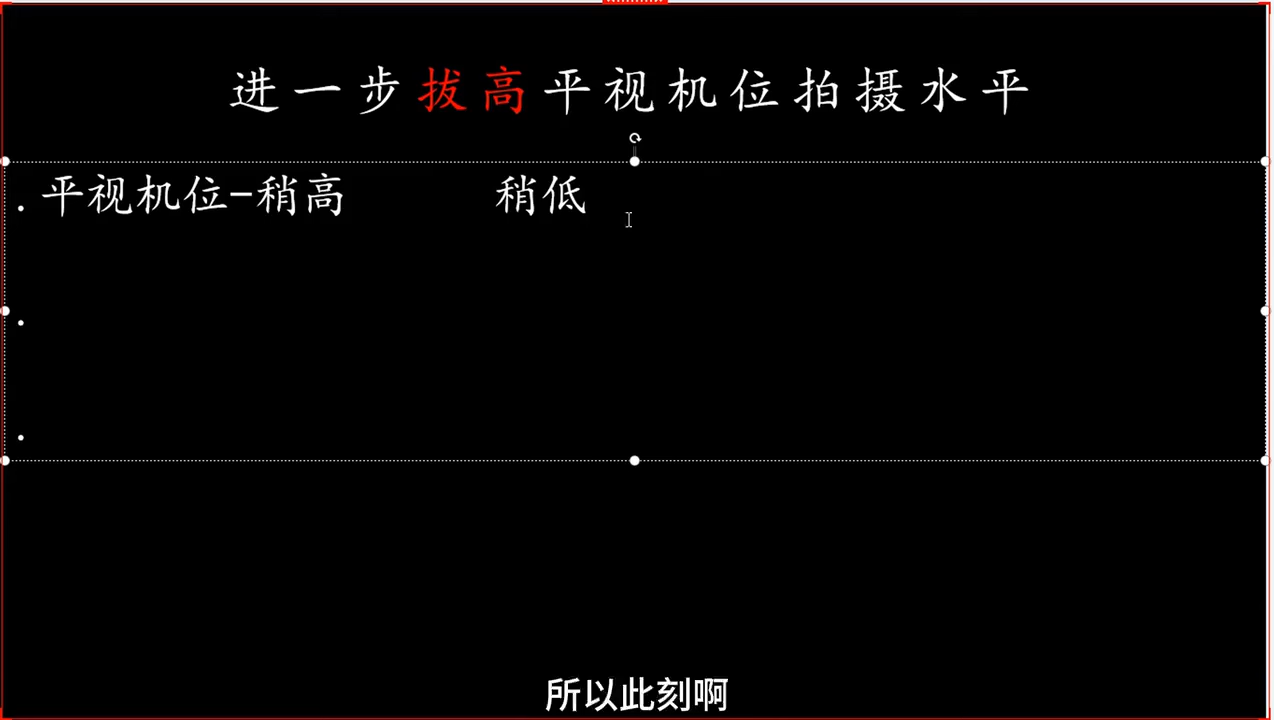 进一步拔高平视机位拍摄水平
• 平视机位-稍高 稍低
•
•
所以此刻啊